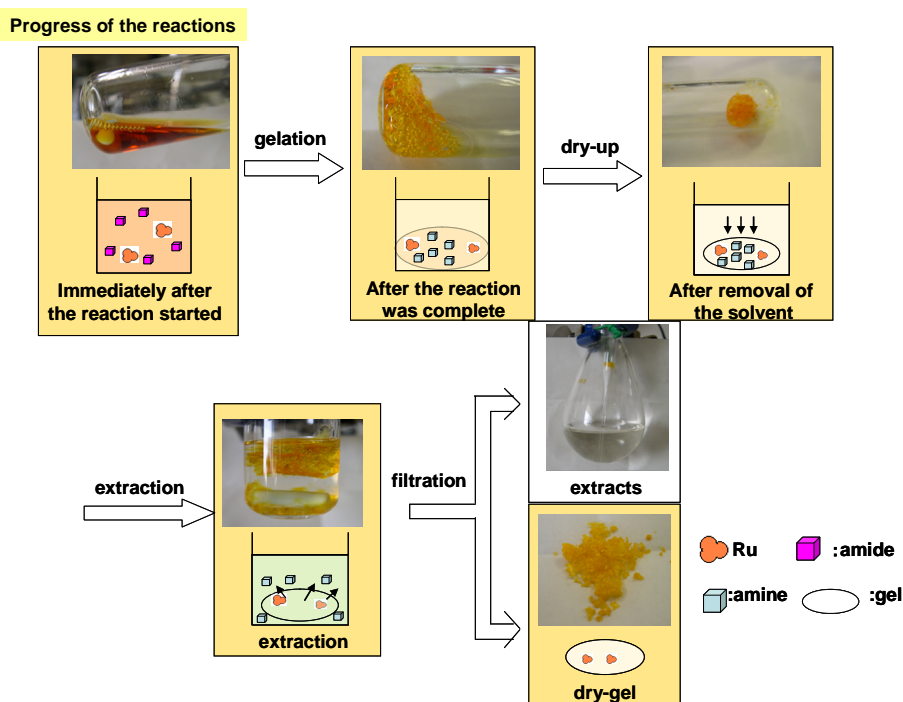 Progress of the reactions
gelation
dry-up
Immediately after
the reaction started
After the reaction
was complete
After removal of
the solvent
extraction
filtration
extraction
extracts
dry-gel
Ru
:amide
:amine
:gel